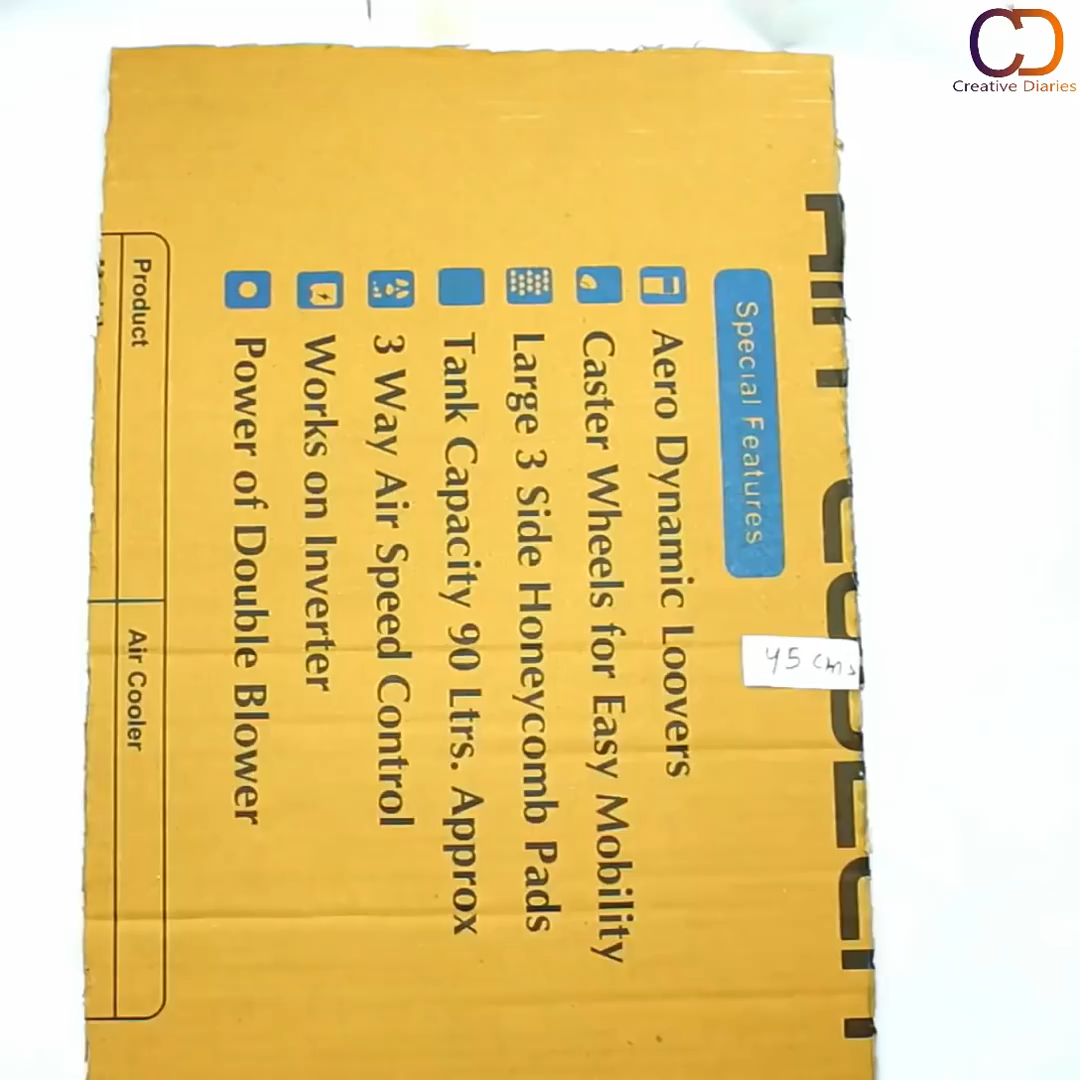 Creative Diaries
AIR COOLER
Special Features
Aero Dynamic Loovers
Caster Wheels for Easy Mobility
Large 3 Side Honeycomb Pads
Tank Capacity 90 Ltrs. Approx
3 Way Air Speed Control
Works on Inverter
Power of Double Blower
45 cms
Product Air Cooler